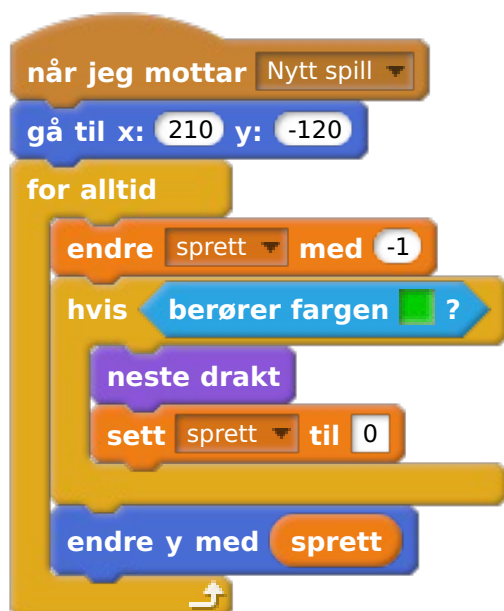 når jeg mottar Nytt spill
gå til x: 210 y: -120
for alltid
endre sprett med -1
hvis berører fargen ?
neste drakt
sett sprett til 0
endre y med sprett